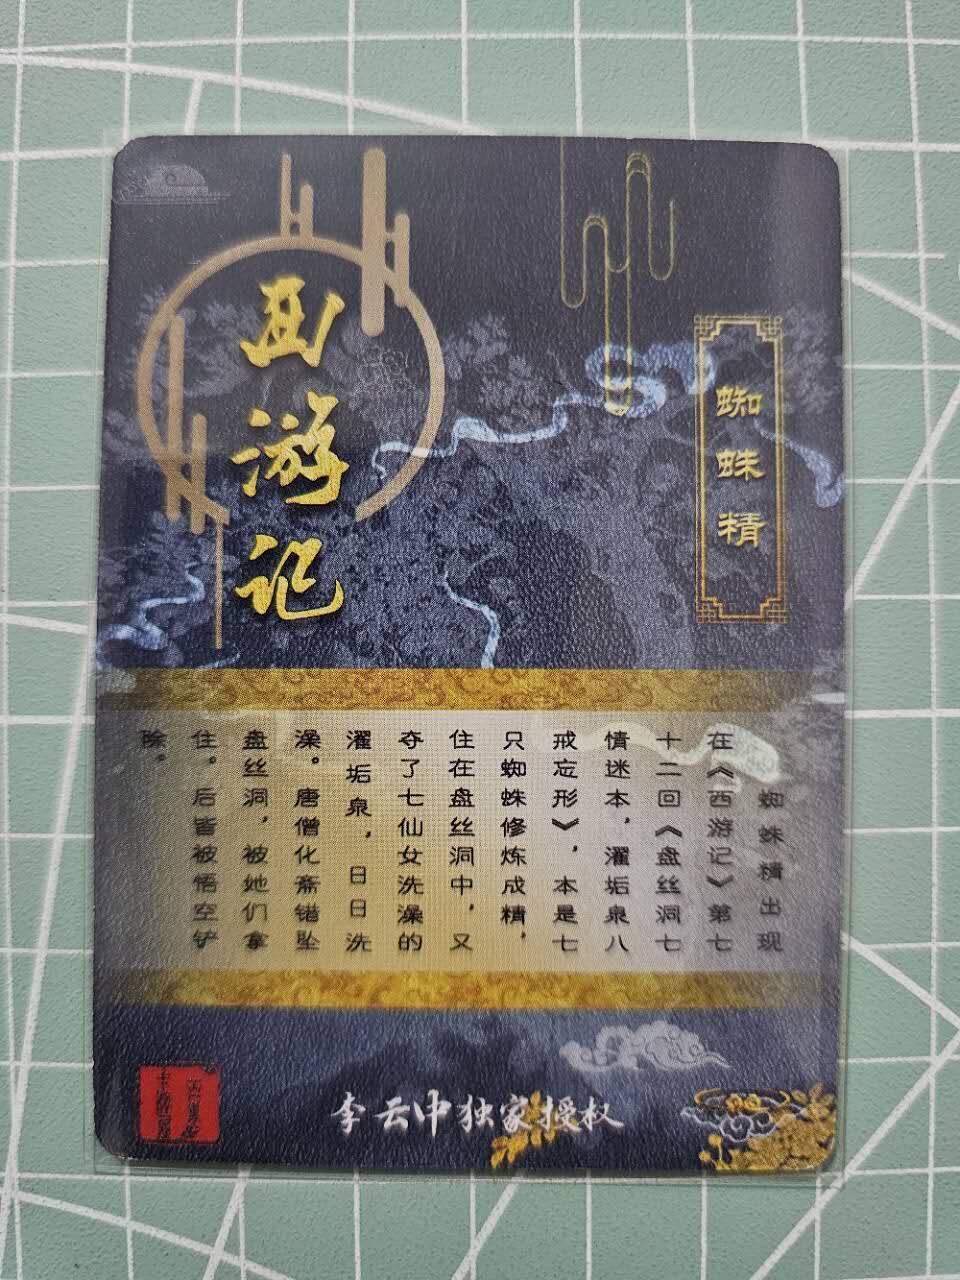 西游记
蜘蛛精
蜘蛛精出现
在《西游记》第七
十二回《盘丝洞七
情迷本，濯垢泉八
戒忘形》，本是七
只蜘蛛修炼成精，
住在盘丝洞中，又
夺了七仙女洗澡的
濯垢泉，日日洗
澡。唐僧化斋错坠
盘丝洞，被她们拿
住。后皆被悟空铲
除。
李云中独家授权